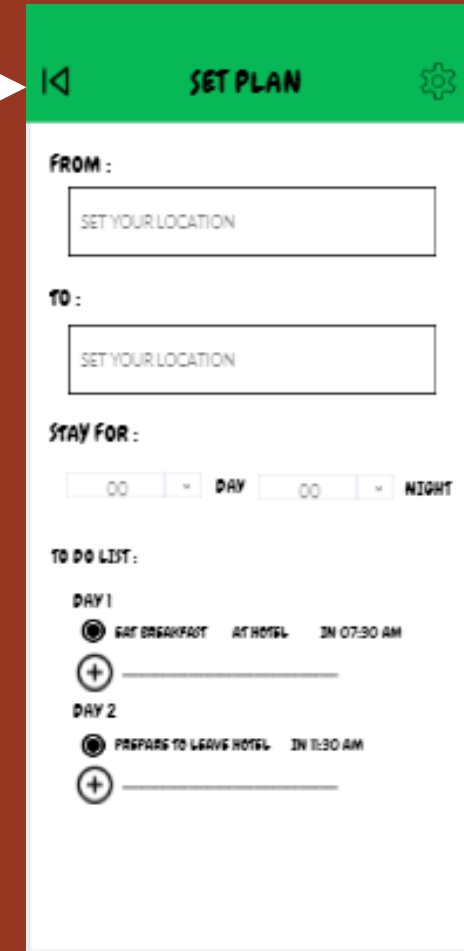 SET PLAN
FROM :
SET YOUR LOCATION
TO :
SET YOUR LOCATION
STAY FOR :
00 DAY 00 NIGHT
TO DO LIST :
DAY 1
EAT BREAKFAST AT HOTEL IN 07:30 AM
DAY 2
PREPARE TO LEAVE HOTEL IN 11:30 AM